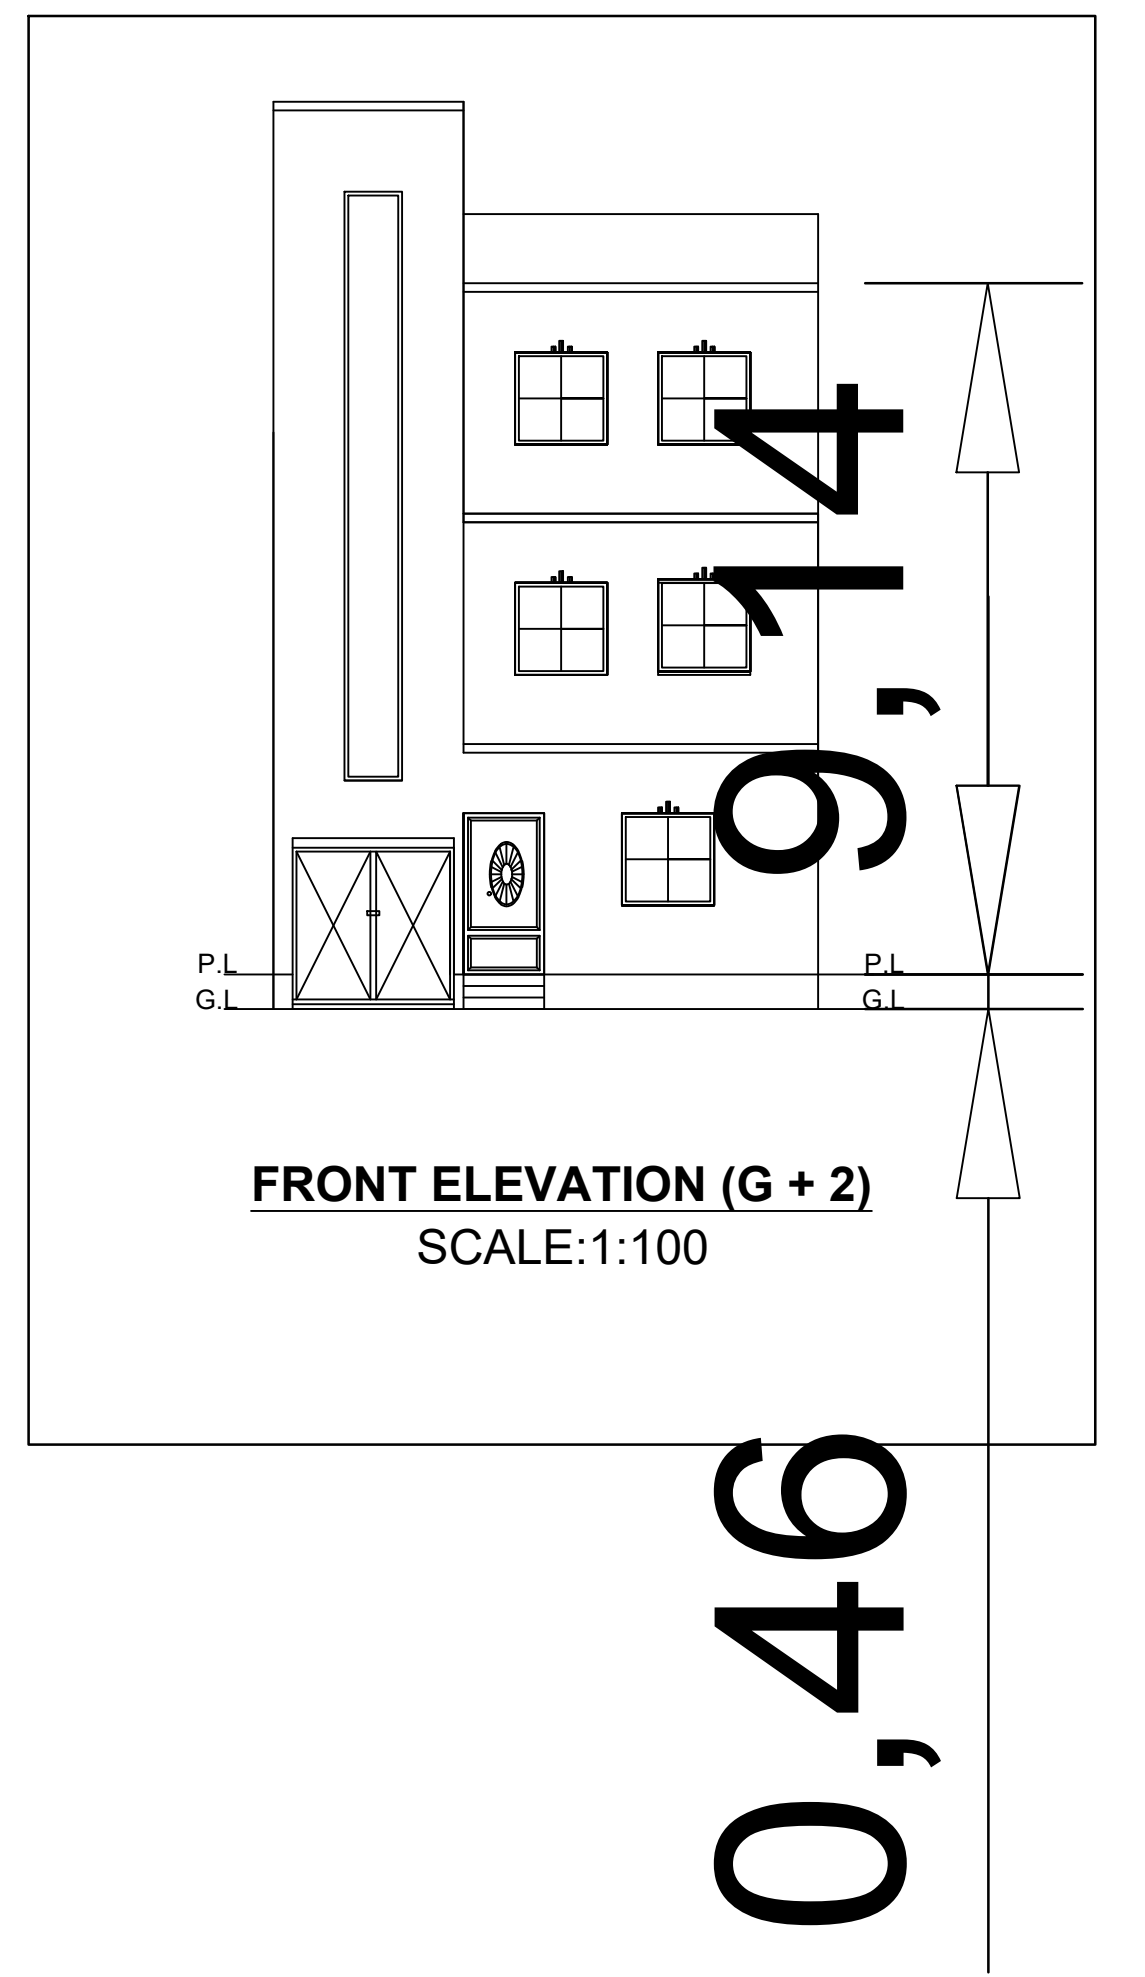 9,14
P.L
P.L
G.L
G.L
FRONT ELEVATION (G + 2)
SCALE:1:100
0,46